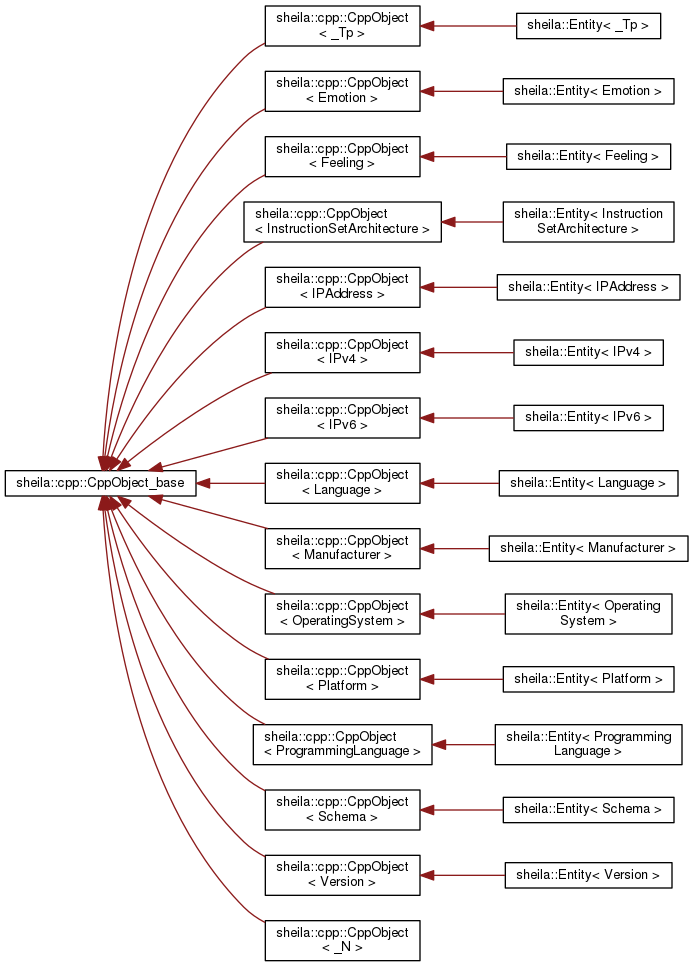 sheila::cpp::CppObject
< _Tp >
sheila::Entity< _Tp >
sheila::cpp::CppObject
< Emotion >
sheila::Entity< Emotion >
sheila::cpp::CppObject
< Feeling >
sheila::Entity< Feeling >
sheila::cpp::CppObject
< InstructionSetArchitecture >
sheila::Entity< Instruction
SetArchitecture >
sheila::cpp::CppObject
< IPAddress >
sheila::Entity< IPAddress >
sheila::cpp::CppObject
< IPv4 >
sheila::Entity< IPv4 >
sheila::cpp::CppObject
< IPv6 >
sheila::Entity< IPv6 >
sheila::cpp::CppObject_base
sheila::cpp::CppObject
< Language >
sheila::Entity< Language >
sheila::cpp::CppObject
< Manufacturer >
sheila::Entity< Manufacturer >
sheila::cpp::CppObject
< OperatingSystem >
sheila::Entity< Operating
System >
sheila::cpp::CppObject
< Platform >
sheila::Entity< Platform >
sheila::cpp::CppObject
< ProgrammingLanguage >
sheila::Entity< Programming
Language >
sheila::cpp::CppObject
< Schema >
sheila::Entity< Schema >
sheila::cpp::CppObject
< Version >
sheila::Entity< Version >
sheila::cpp::CppObject
< _N >